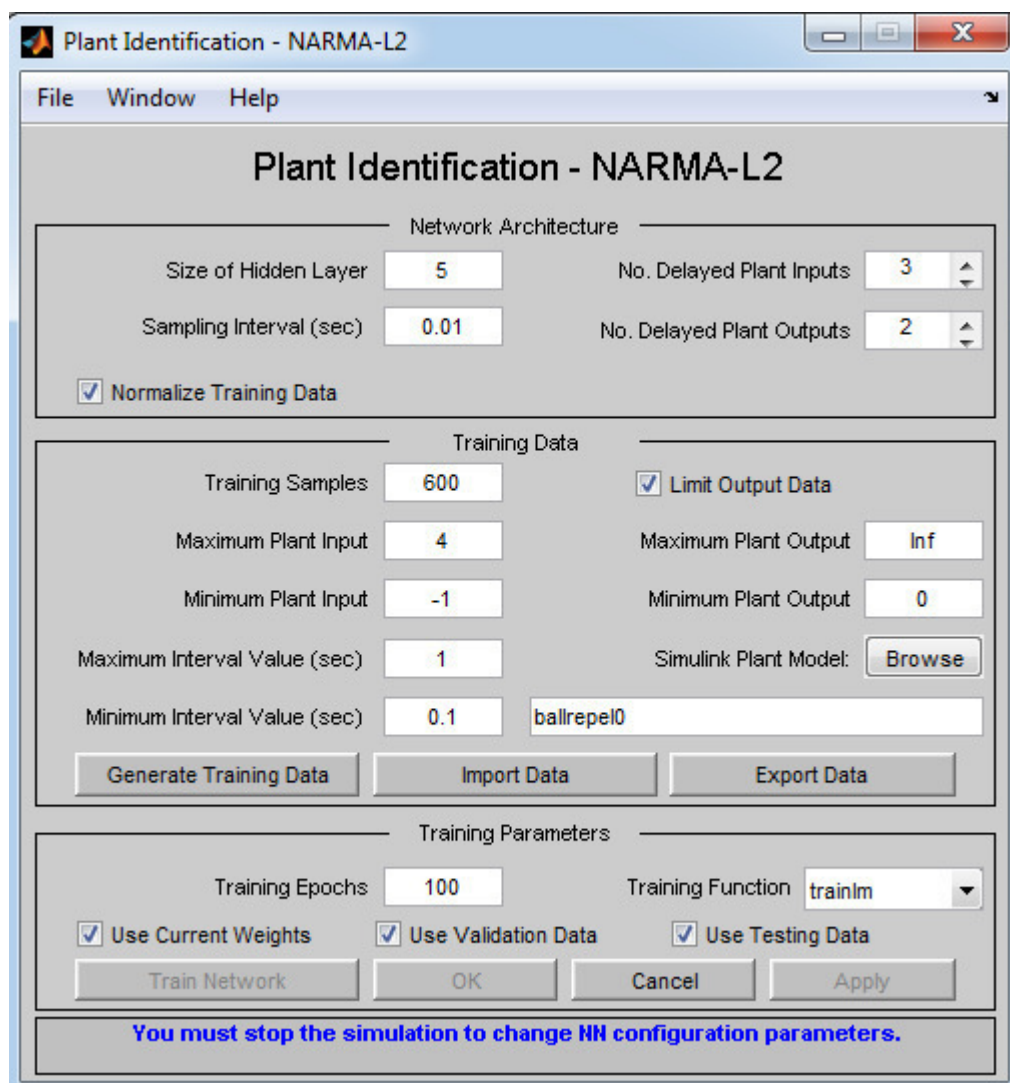 Plant Identification - NARMA-L2
File Window Help
Plant Identification - NARMA-L2
Network Architecture
Size of Hidden Layer 5 No. Delayed Plant Inputs 3
Sampling Interval (sec) 0.01 No. Delayed Plant Outputs 2
Normalize Training Data
Training Data
Training Samples 600 Limit Output Data
Maximum Plant Input 4 Maximum Plant Output Inf
Minimum Plant Input -1 Minimum Plant Output 0
Maximum Interval Value (sec) 1 Simulink Plant Model: Browse
Minimum Interval Value (sec) 0.1 ballrepel0
Generate Training Data Import Data Export Data
Training Parameters
Training Epochs 100 Training Function trainlm
Use Current Weights Use Validation Data Use Testing Data
Train Network OK Cancel Apply
You must stop the simulation to change NN configuration parameters.